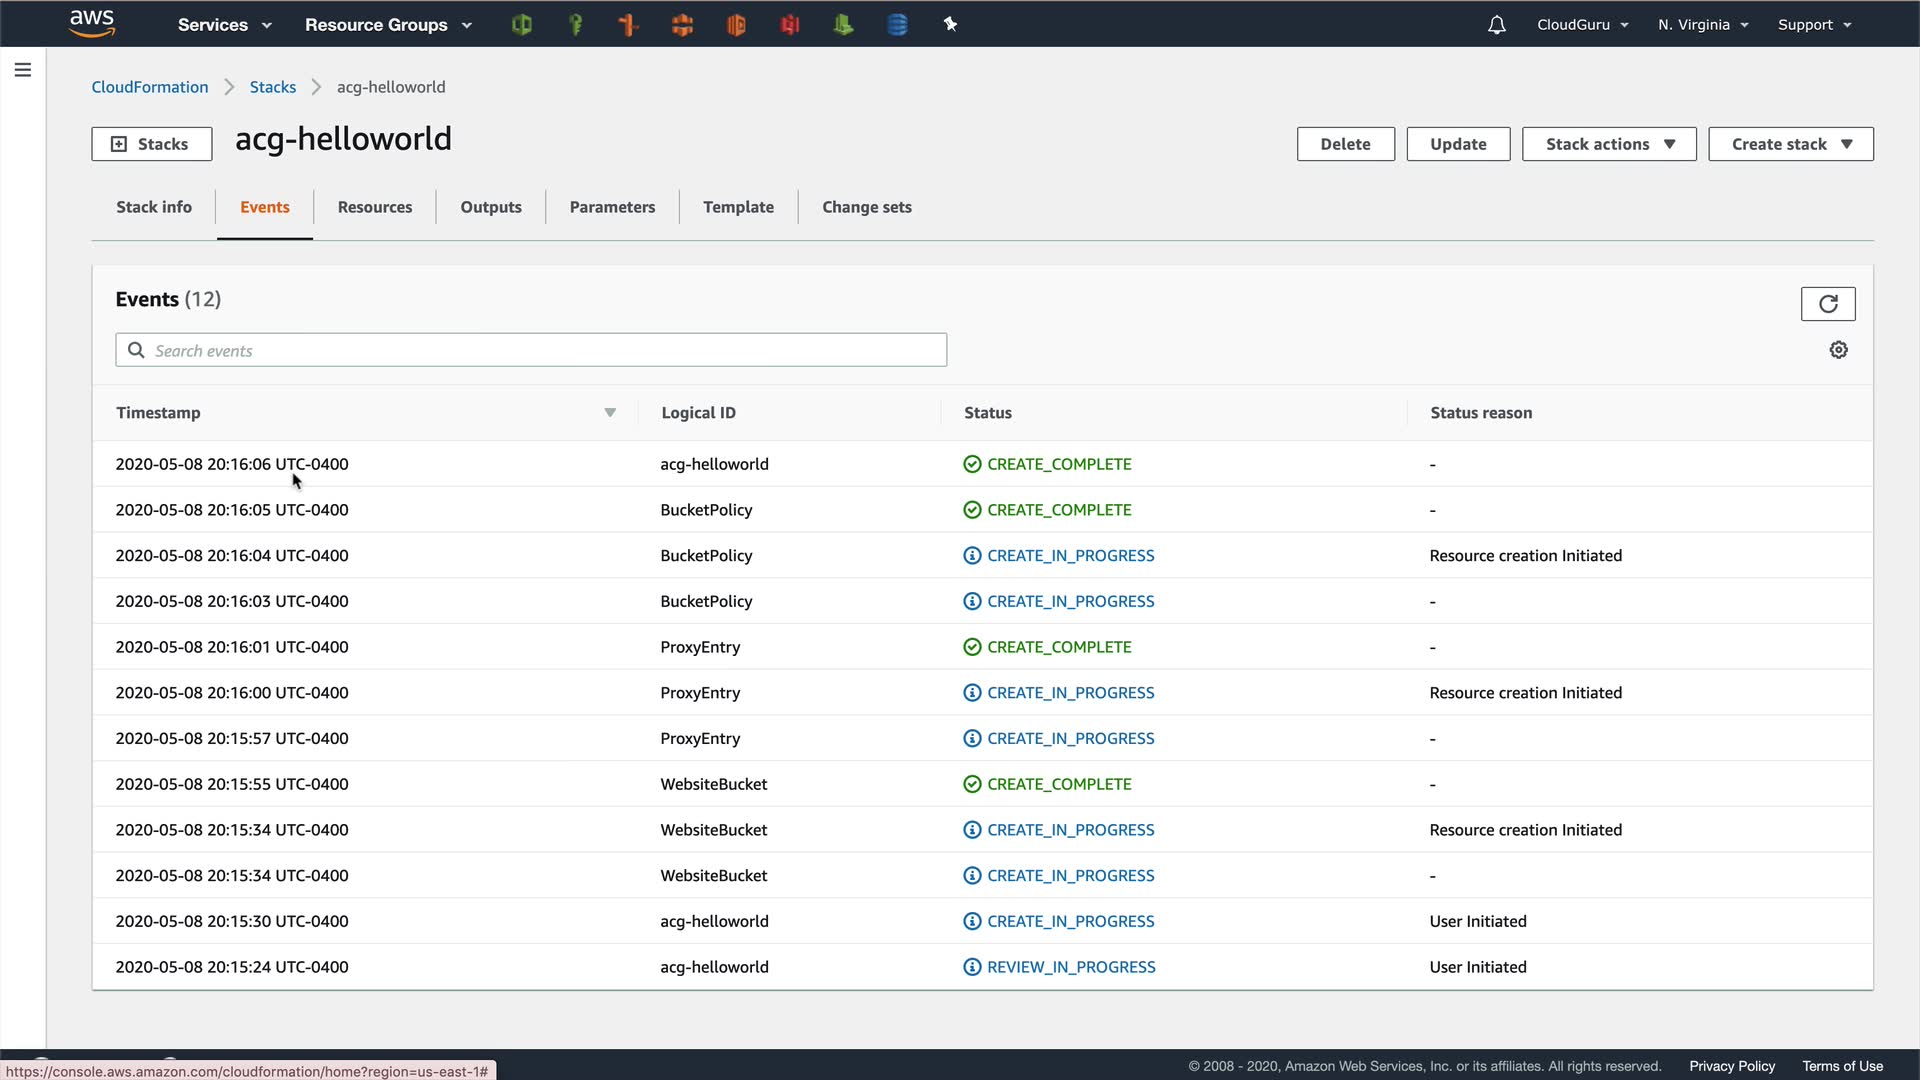 aws Services Resource Groups CloudGuru N. Virginia Support
CloudFormation Stacks acg-helloworld
Stacks acg-helloworld Delete Update Stack actions Create stack
Stack info Events Resources Outputs Parameters Template Change sets
Events (12)
Search events
Timestamp Logical ID Status Status reason
2020-05-08 20:16:06 UTC-0400 acg-helloworld CREATE_COMPLETE -
2020-05-08 20:16:05 UTC-0400 BucketPolicy CREATE_COMPLETE -
2020-05-08 20:16:04 UTC-0400 BucketPolicy CREATE_IN_PROGRESS Resource creation Initiated
2020-05-08 20:16:03 UTC-0400 BucketPolicy CREATE_IN_PROGRESS -
2020-05-08 20:16:01 UTC-0400 ProxyEntry CREATE_COMPLETE -
2020-05-08 20:16:00 UTC-0400 ProxyEntry CREATE_IN_PROGRESS Resource creation Initiated
2020-05-08 20:15:57 UTC-0400 ProxyEntry CREATE_IN_PROGRESS -
2020-05-08 20:15:55 UTC-0400 WebsiteBucket CREATE_COMPLETE -
2020-05-08 20:15:34 UTC-0400 WebsiteBucket CREATE_IN_PROGRESS Resource creation Initiated
2020-05-08 20:15:34 UTC-0400 WebsiteBucket CREATE_IN_PROGRESS -
2020-05-08 20:15:30 UTC-0400 acg-helloworld CREATE_IN_PROGRESS User Initiated
2020-05-08 20:15:24 UTC-0400 acg-helloworld REVIEW_IN_PROGRESS User Initiated
© 2008 - 2020, Amazon Web Services, Inc. or its affiliates. All rights reserved. Privacy Policy Terms of Use
https://console.aws.amazon.com/cloudformation/home?region=us-east-1#